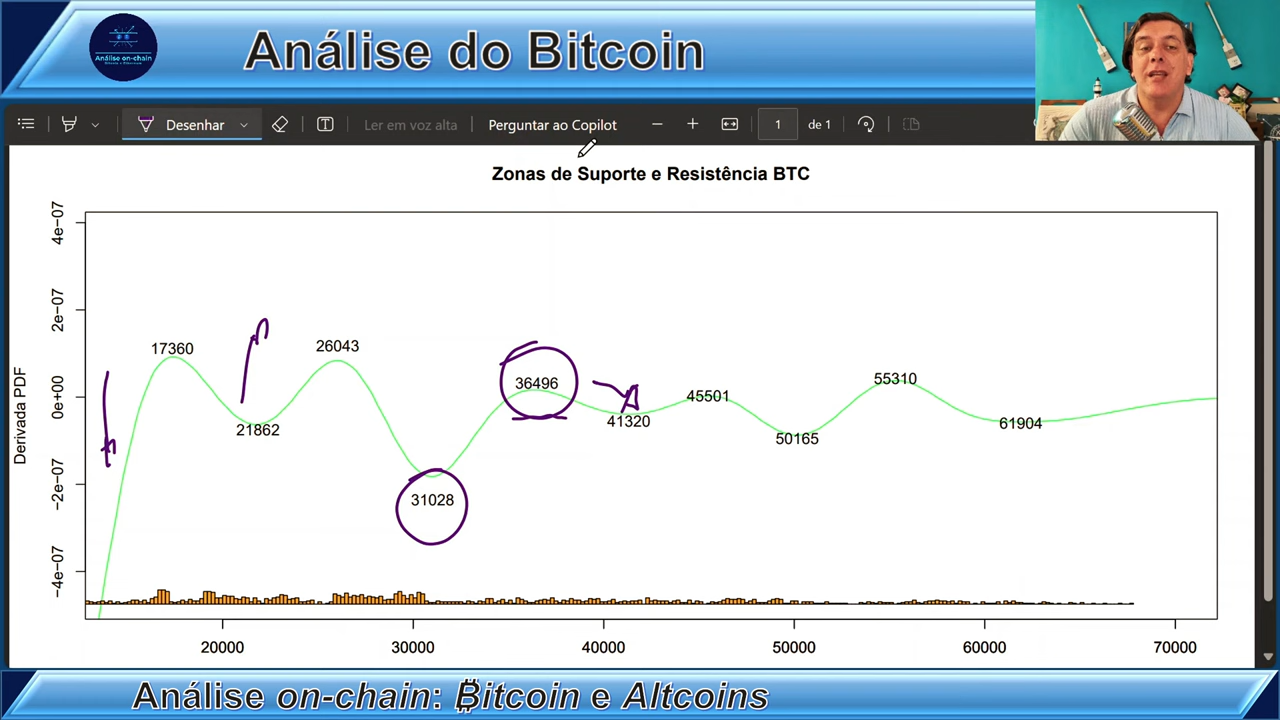 Análise do Bitcoin
Análise on-chain
Bitcoin e Altcoins
Desenhar
Ler em voz alta
Perguntar ao Copilot
1
de 1
Zonas de Suporte e Resistência BTC
Derivada PDF
4e−07
2e−07
0e+00
−2e−07
−4e−07
17360
21862
26043
31028
36496
41320
45501
50165
55310
61904
20000
30000
40000
50000
60000
70000
Análise on-chain: ₿itcoin e Altcoins